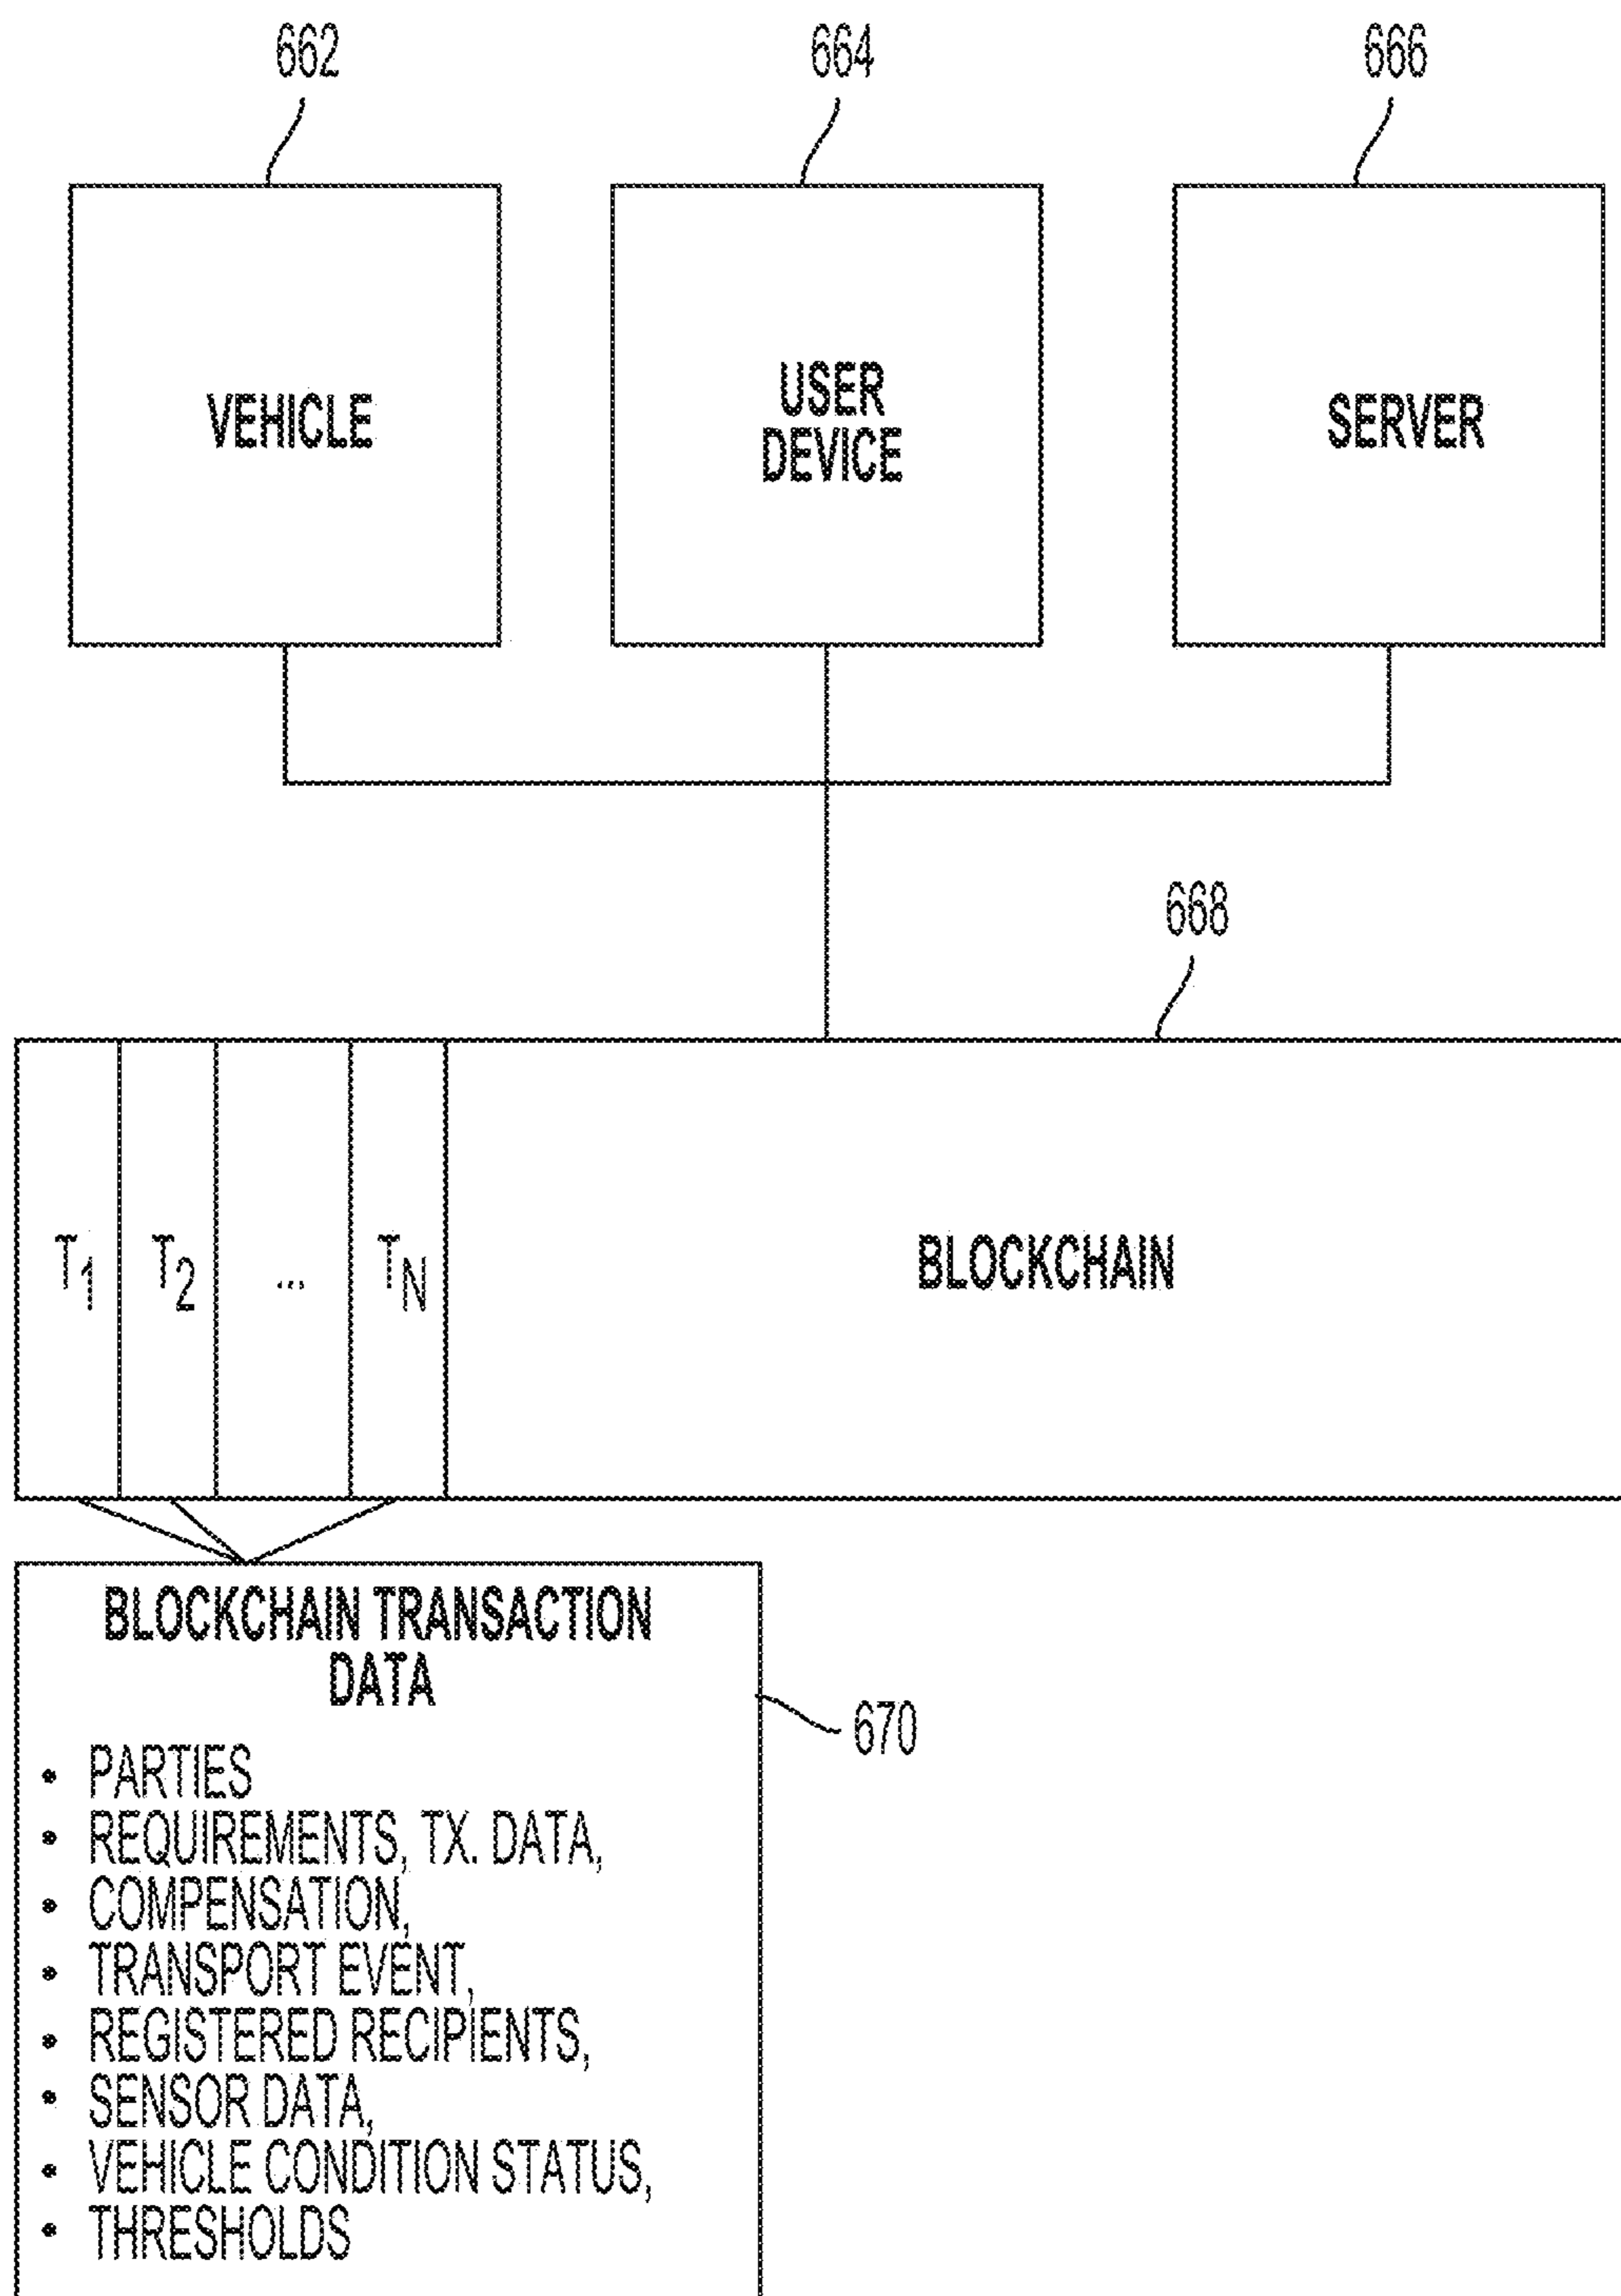 662
664
666
VEHICLE
USER
DEVICE
SERVER
668
T1
T2
...
TN
BLOCKCHAIN
BLOCKCHAIN TRANSACTION
DATA
670
• PARTIES
• REQUIREMENTS, TX. DATA,
• COMPENSATION,
• TRANSPORT EVENT,
• REGISTERED RECIPIENTS,
• SENSOR DATA,
• VEHICLE CONDITION STATUS,
• THRESHOLDS